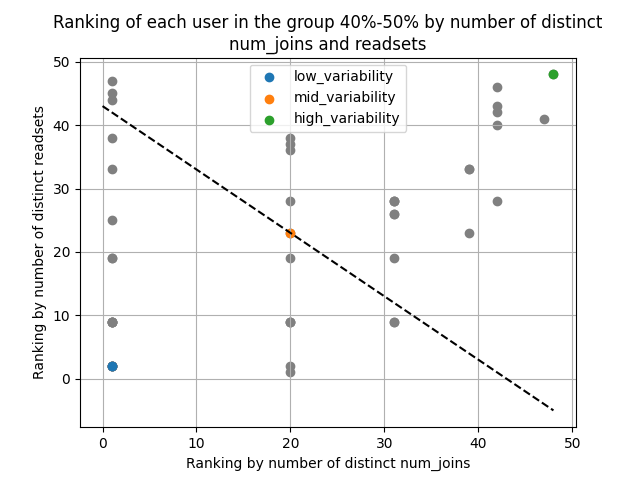 Ranking of each user in the group 40%-50% by number of distinct
num_joins and readsets
low_variability
mid_variability
high_variability
Ranking by number of distinct readsets
50
40
30
20
10
0
0 10 20 30 40 50
Ranking by number of distinct num_joins